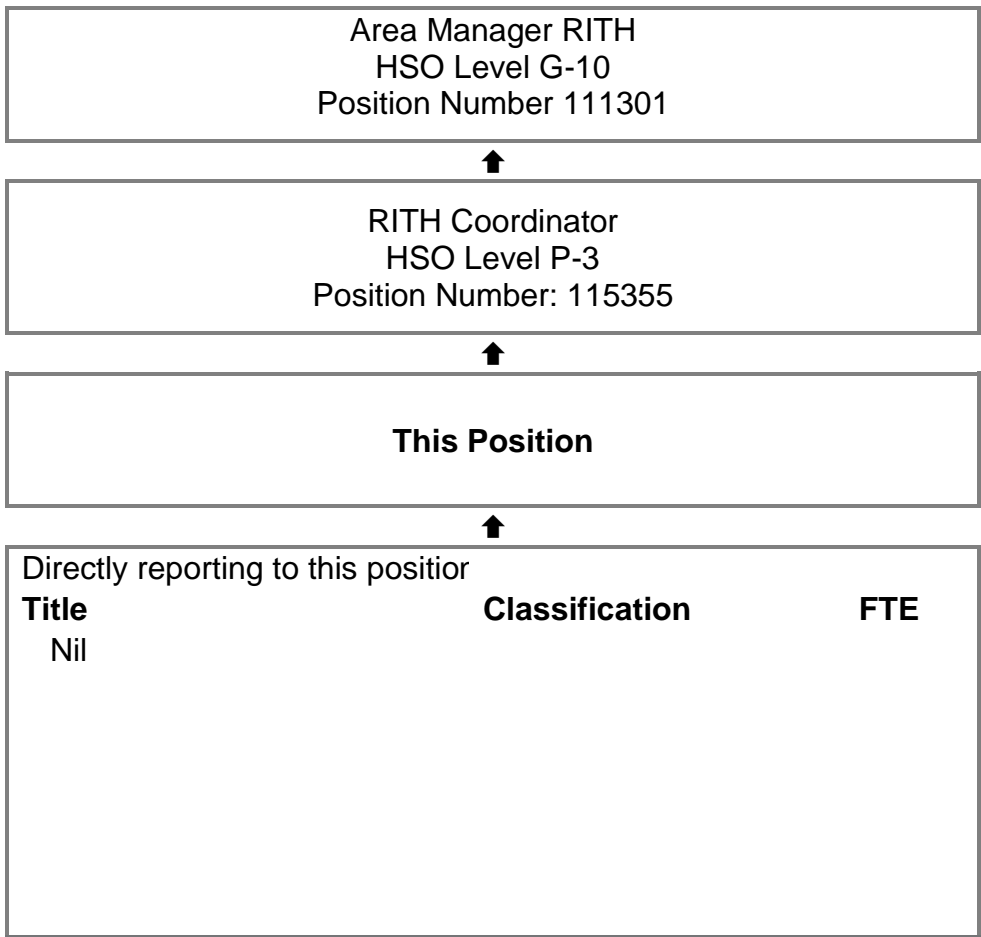 Area Manager RITH
HSO Level G-10
Position Number 111301
RITH Coordinator
HSO Level P-3
Position Number: 115355
This Position
Directly reporting to this position
Title Classification FTE
Nil